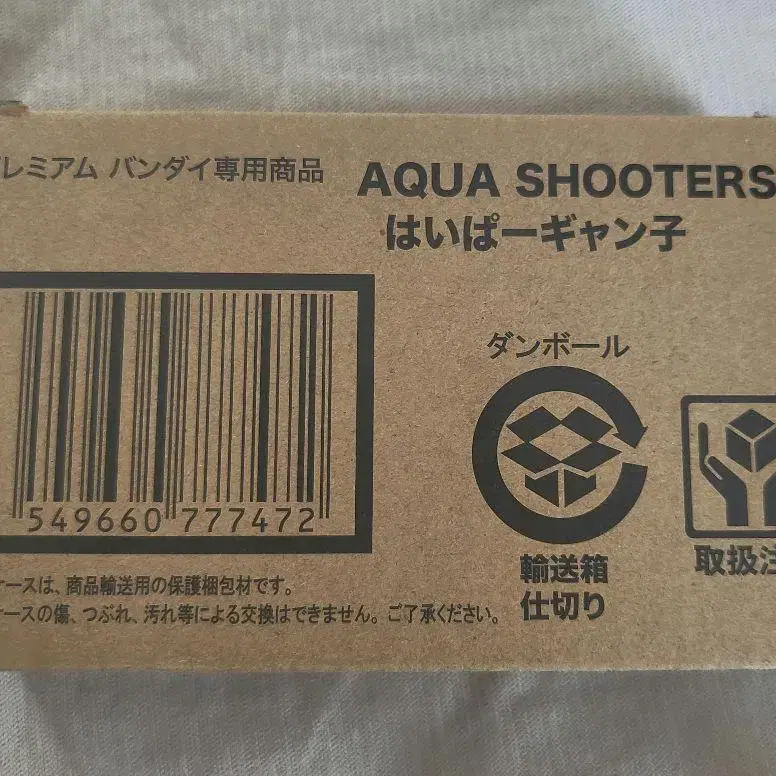 レミアム バンダイ専用商品
AQUA SHOOTERS
はいぱーギャン子
ダンボール
549660 777472
輸送箱
仕切り
取扱注
ースは、商品輸送用の保護梱包材です。
ースの傷、つぶれ、汚れ等による交換はできません。ご了承ください。